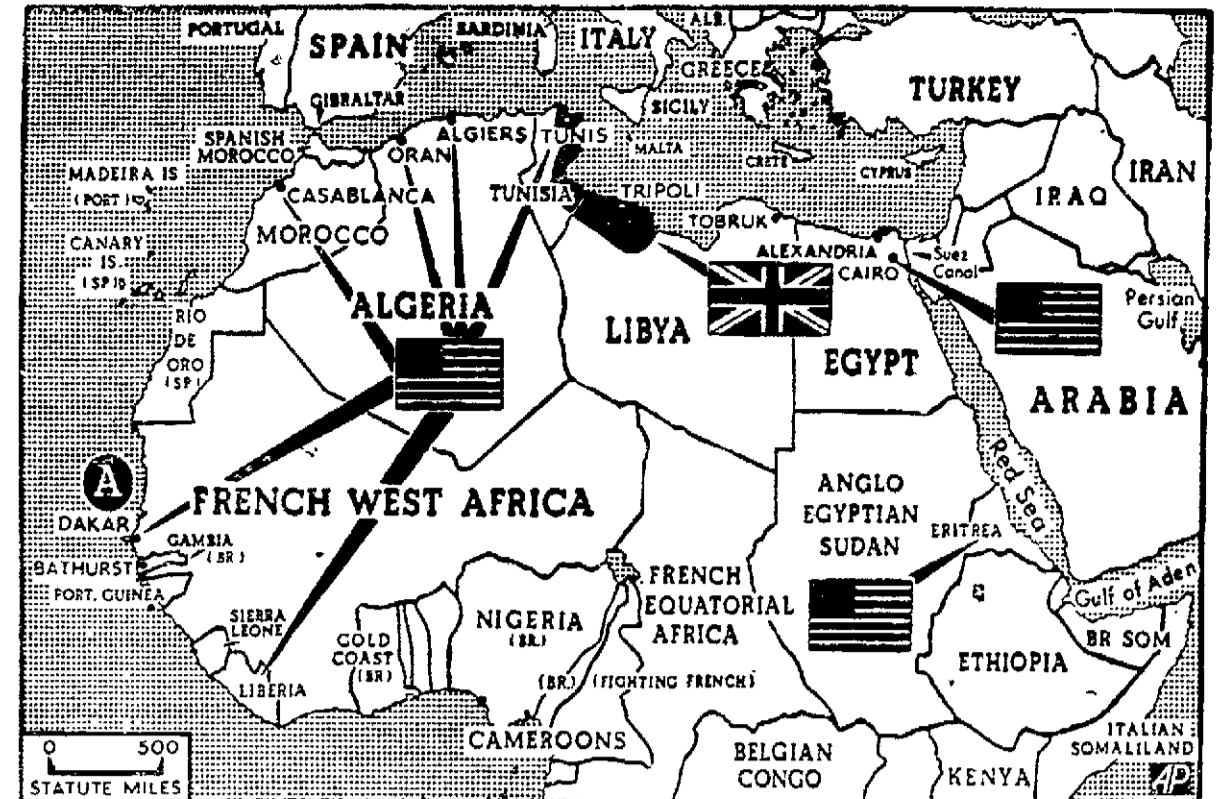 PORTUGAL
SPAIN
SARDINIA
ITALY
ALB.
GREECE
TURKEY
GIBRALTAR
SICILY
SPANISH
MOROCCO
ALGIERS
TUNIS
ORAN
MALTA
CRETE
CYPRUS
IRAN
IRAQ
MADEIRA IS
(PORT)
CASABLANCA
TUNISIA
TRIPOLI
TOBRUK
MOROCCO
CANARY
IS.
(SP)
ALEXANDRIA
CAIRO
Suez
Canal
Persian
Gulf
ALGERIA
LIBYA
EGYPT
ARABIA
RIO
DE
ORO
(SP)
Red Sea
A
DAKAR
FRENCH WEST AFRICA
ANGLO
EGYPTIAN
SUDAN
ERITREA
GAMBIA
(BR)
BATHURST
PORT. GUINEA
FRENCH
EQUATORIAL
AFRICA
Gulf of Aden
SIERRA
LEONE
GOLD
COAST
(BR)
NIGERIA
(BR.)
BR SOM
ETHIOPIA
LIBERIA
(BR.) (FIGHTING FRENCH)
CAMEROONS
BELGIAN
CONGO
KENYA
ITALIAN
SOMALILAND
0 500
STATUTE MILES
AP